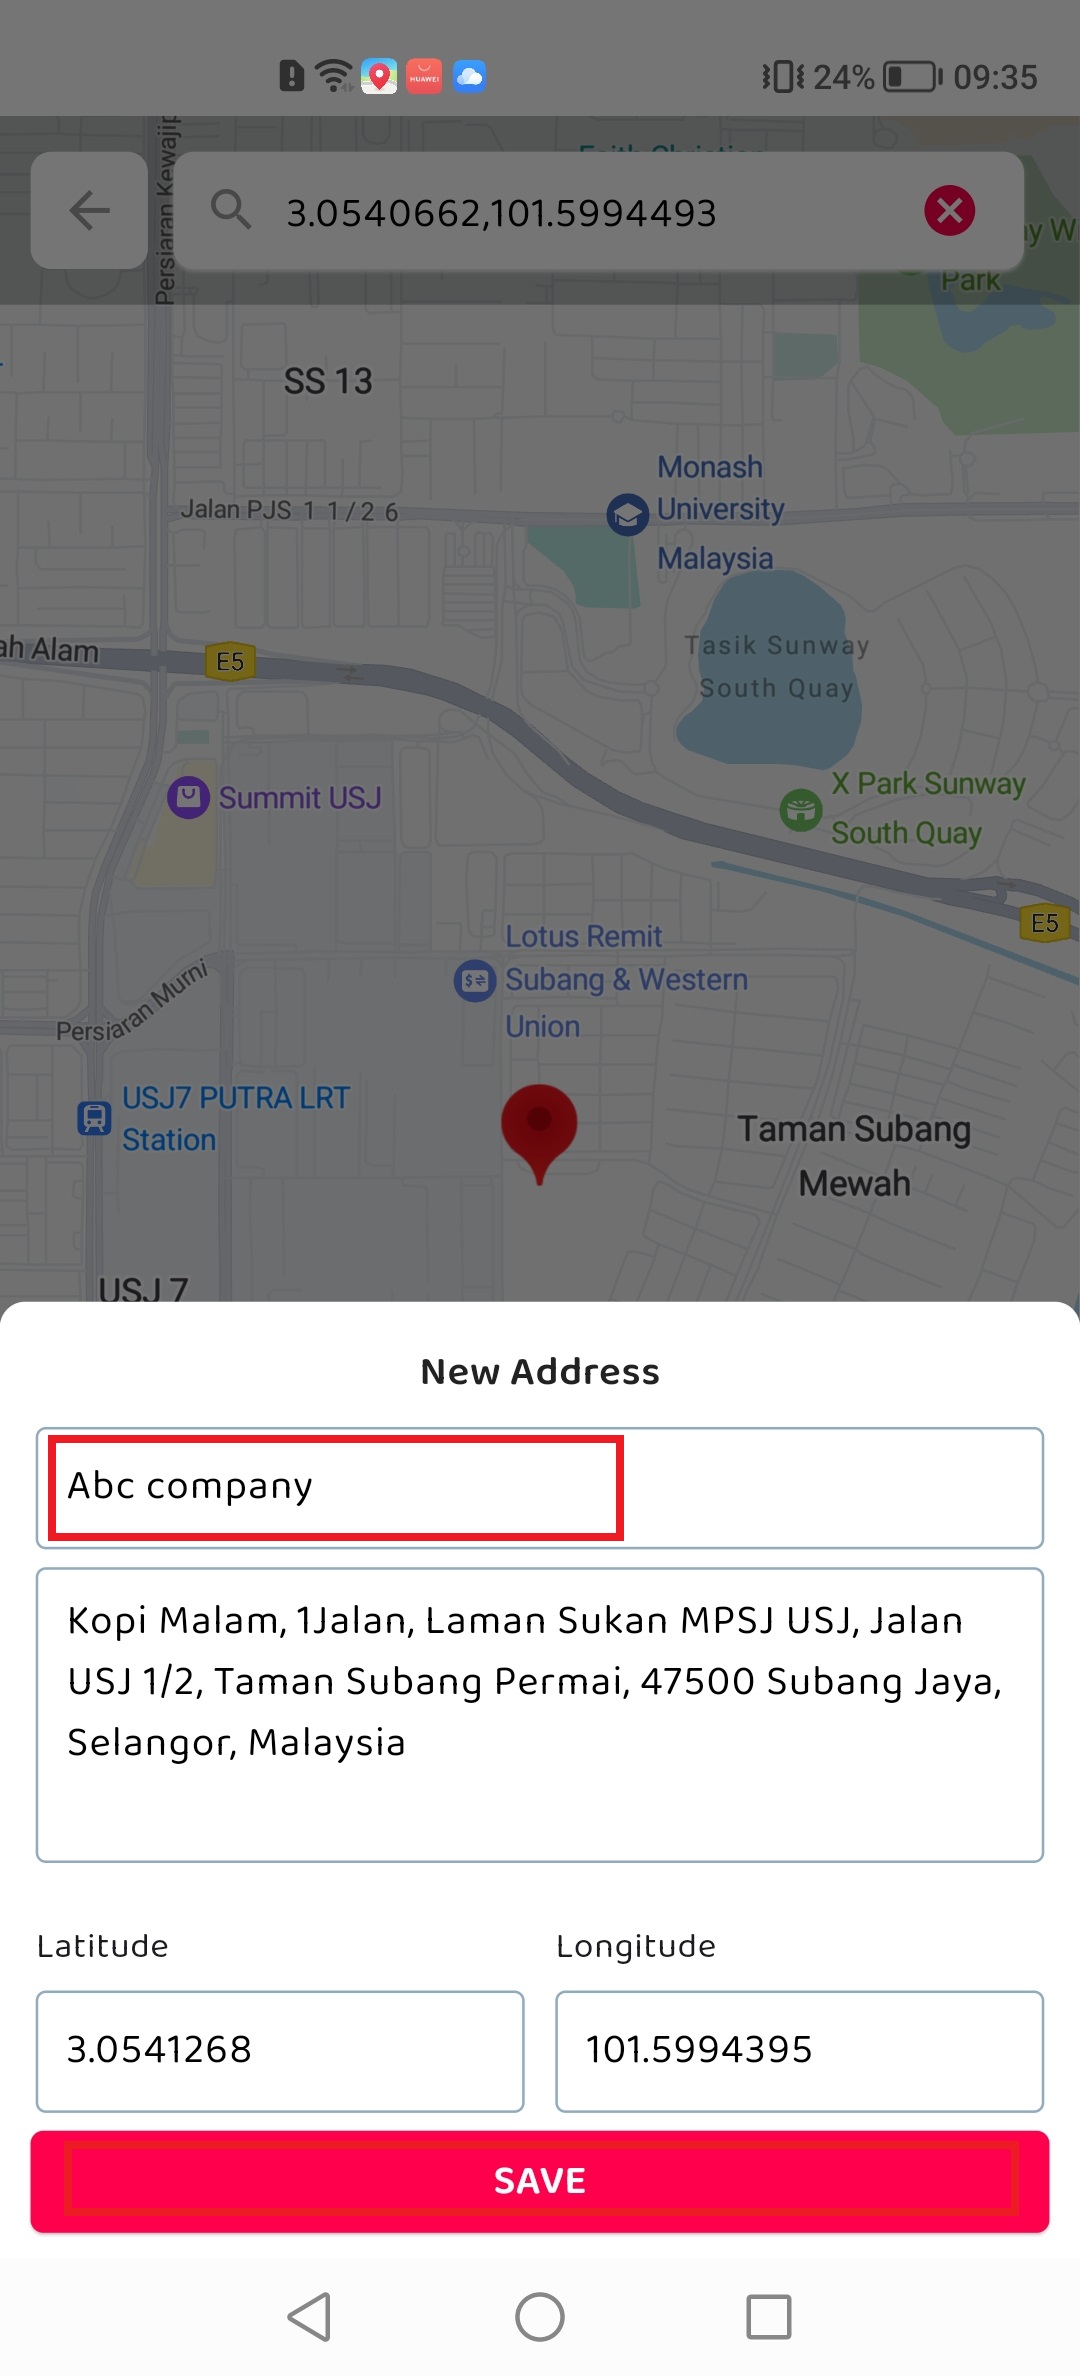 HUAWEI
24% 09:35
Persiaran Kewajip
3.0540662,101.5994493
ay W
Park
SS 13
Monash
University
Malaysia
Jalan PJS 1 1/2 6
ah Alam
E5
Tasik Sunway
South Quay
Summit USJ
X Park Sunway
South Quay
E5
Lotus Remit
Subang & Western
Union
Persiaran Murni
USJ7 PUTRA LRT
Station
Taman Subang
Mewah
USJ 7
New Address
Abc company
Kopi Malam, 1Jalan, Laman Sukan MPSJ USJ, Jalan
USJ 1/2, Taman Subang Permai, 47500 Subang Jaya,
Selangor, Malaysia
Latitude
Longitude
3.0541268
101.5994395
SAVE